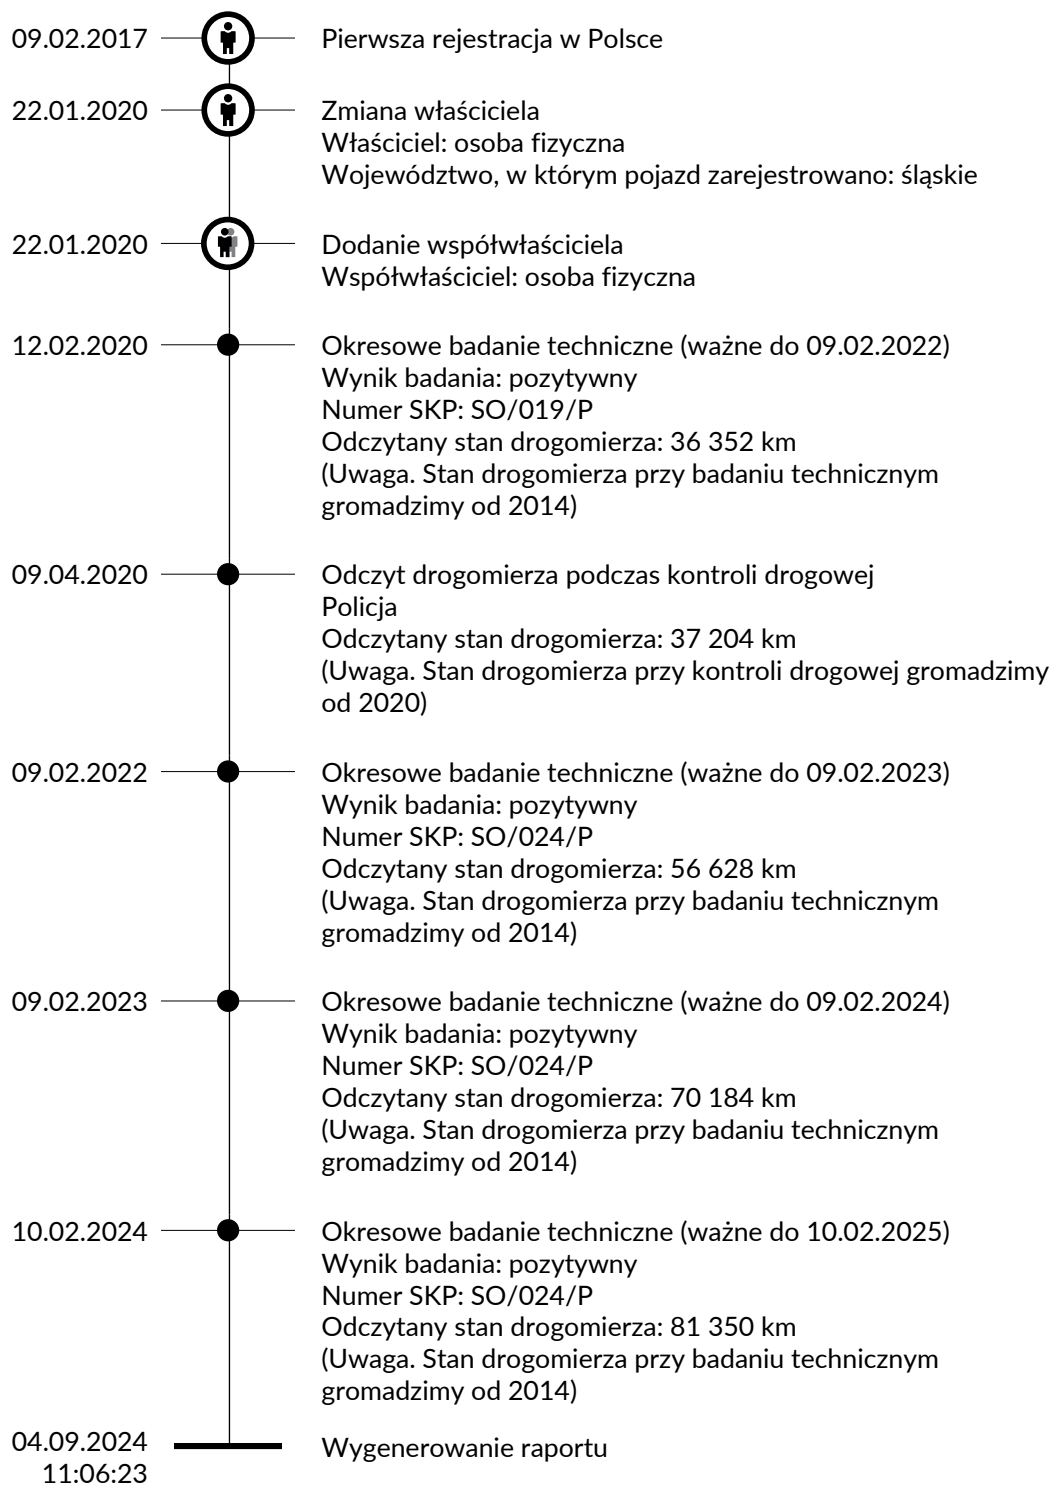 09.02.2017 Pierwsza rejestracja w Polsce
22.01.2020 Zmiana właściciela
Właściciel: osoba fizyczna
Województwo, w którym pojazd zarejestrowano: śląskie
22.01.2020 Dodanie współwłaściciela
Współwłaściciel: osoba fizyczna
12.02.2020 Okresowe badanie techniczne (ważne do 09.02.2022)
Wynik badania: pozytywny
Numer SKP: SO/019/P
Odczytany stan drogomierza: 36 352 km
(Uwaga. Stan drogomierza przy badaniu technicznym
gromadzimy od 2014)
09.04.2020 Odczyt drogomierza podczas kontroli drogowej
Policja
Odczytany stan drogomierza: 37 204 km
(Uwaga. Stan drogomierza przy kontroli drogowej gromadzimy
od 2020)
09.02.2022 Okresowe badanie techniczne (ważne do 09.02.2023)
Wynik badania: pozytywny
Numer SKP: SO/024/P
Odczytany stan drogomierza: 56 628 km
(Uwaga. Stan drogomierza przy badaniu technicznym
gromadzimy od 2014)
09.02.2023 Okresowe badanie techniczne (ważne do 09.02.2024)
Wynik badania: pozytywny
Numer SKP: SO/024/P
Odczytany stan drogomierza: 70 184 km
(Uwaga. Stan drogomierza przy badaniu technicznym
gromadzimy od 2014)
10.02.2024 Okresowe badanie techniczne (ważne do 10.02.2025)
Wynik badania: pozytywny
Numer SKP: SO/024/P
Odczytany stan drogomierza: 81 350 km
(Uwaga. Stan drogomierza przy badaniu technicznym
gromadzimy od 2014)
04.09.2024 Wygenerowanie raportu
11:06:23